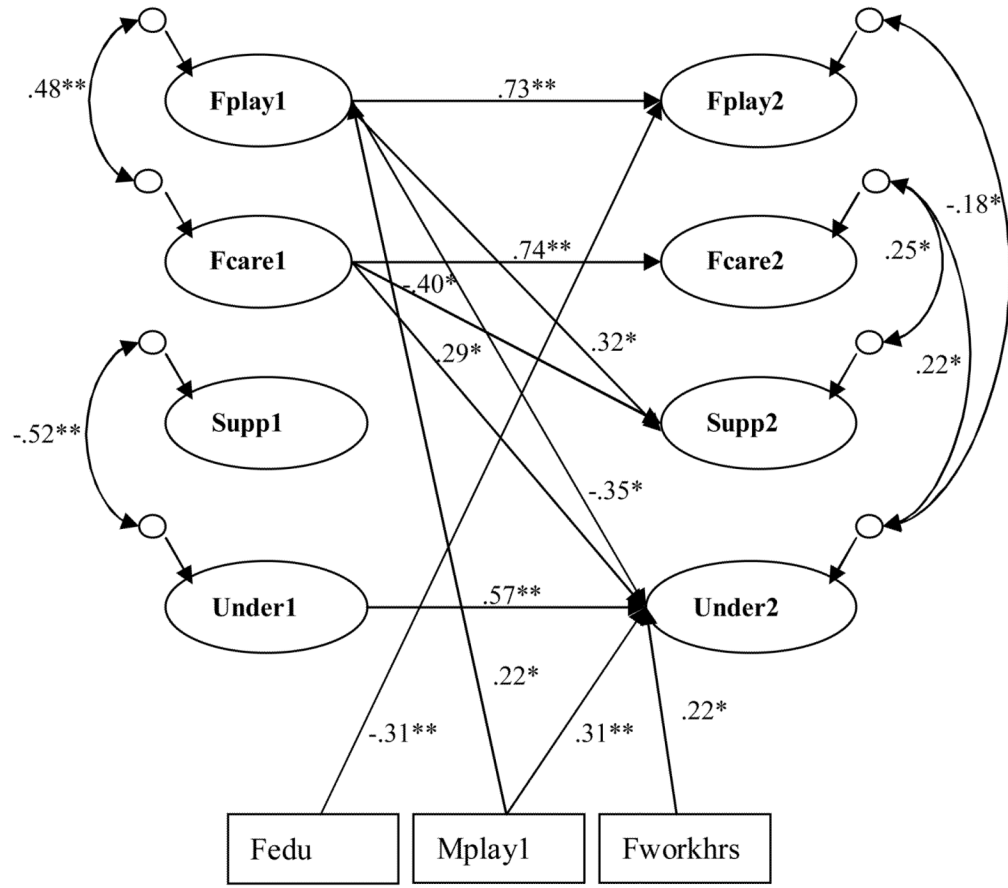 .48**
Fplay1
.73**
Fplay2
-.18*
Fcare1
.74**
Fcare2
.25*
-.40*
.29*
.32*
.22*
-.52**
Supp1
Supp2
-.35*
Under1
.57**
Under2
.22*
-.31**
.31**
.22*
Fedu
Mplay1
Fworkhrs